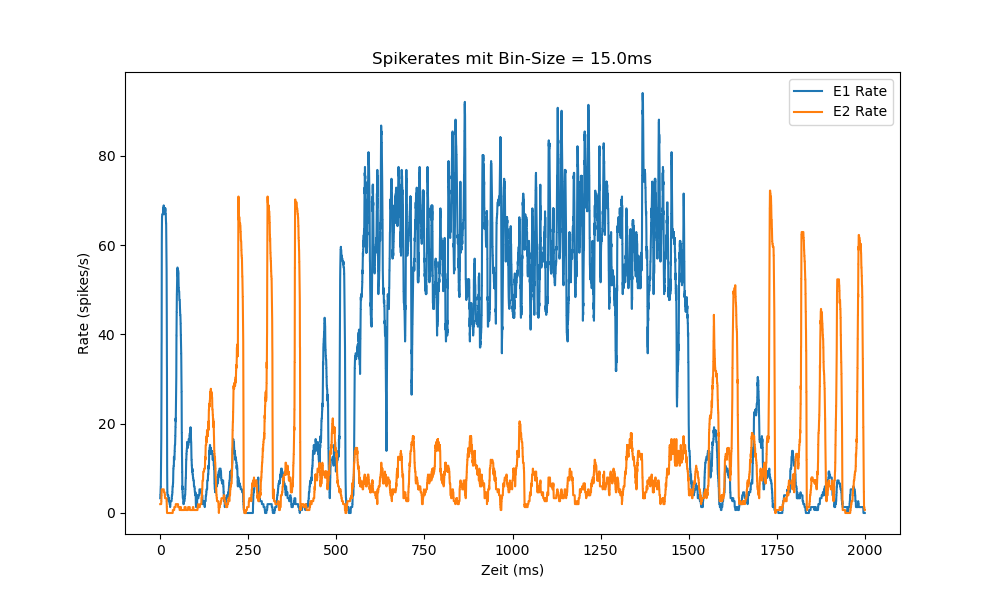 Spikerates mit Bin-Size = 15.0ms
E1 Rate
E2 Rate
80
60
40
20
0
Rate (spikes/s)
0 250 500 750 1000 1250 1500 1750 2000
Zeit (ms)